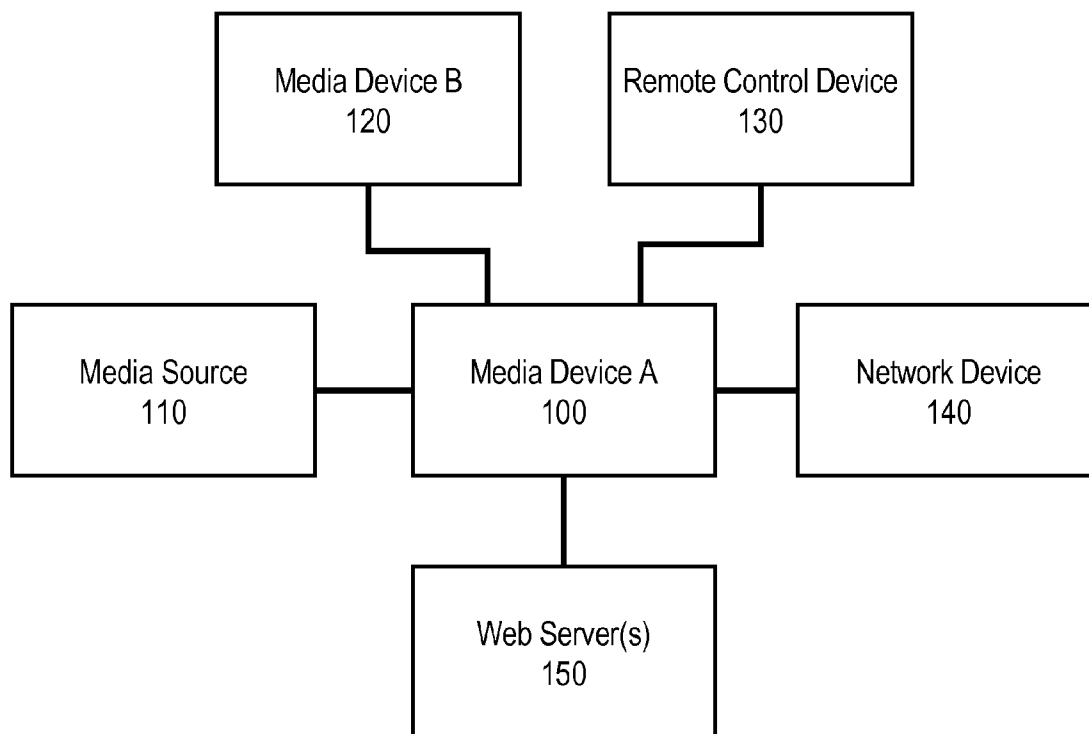 Media Device B
120
Remote Control Device
130
Media Source
110
Media Device A
100
Network Device
140
Web Server(s)
150